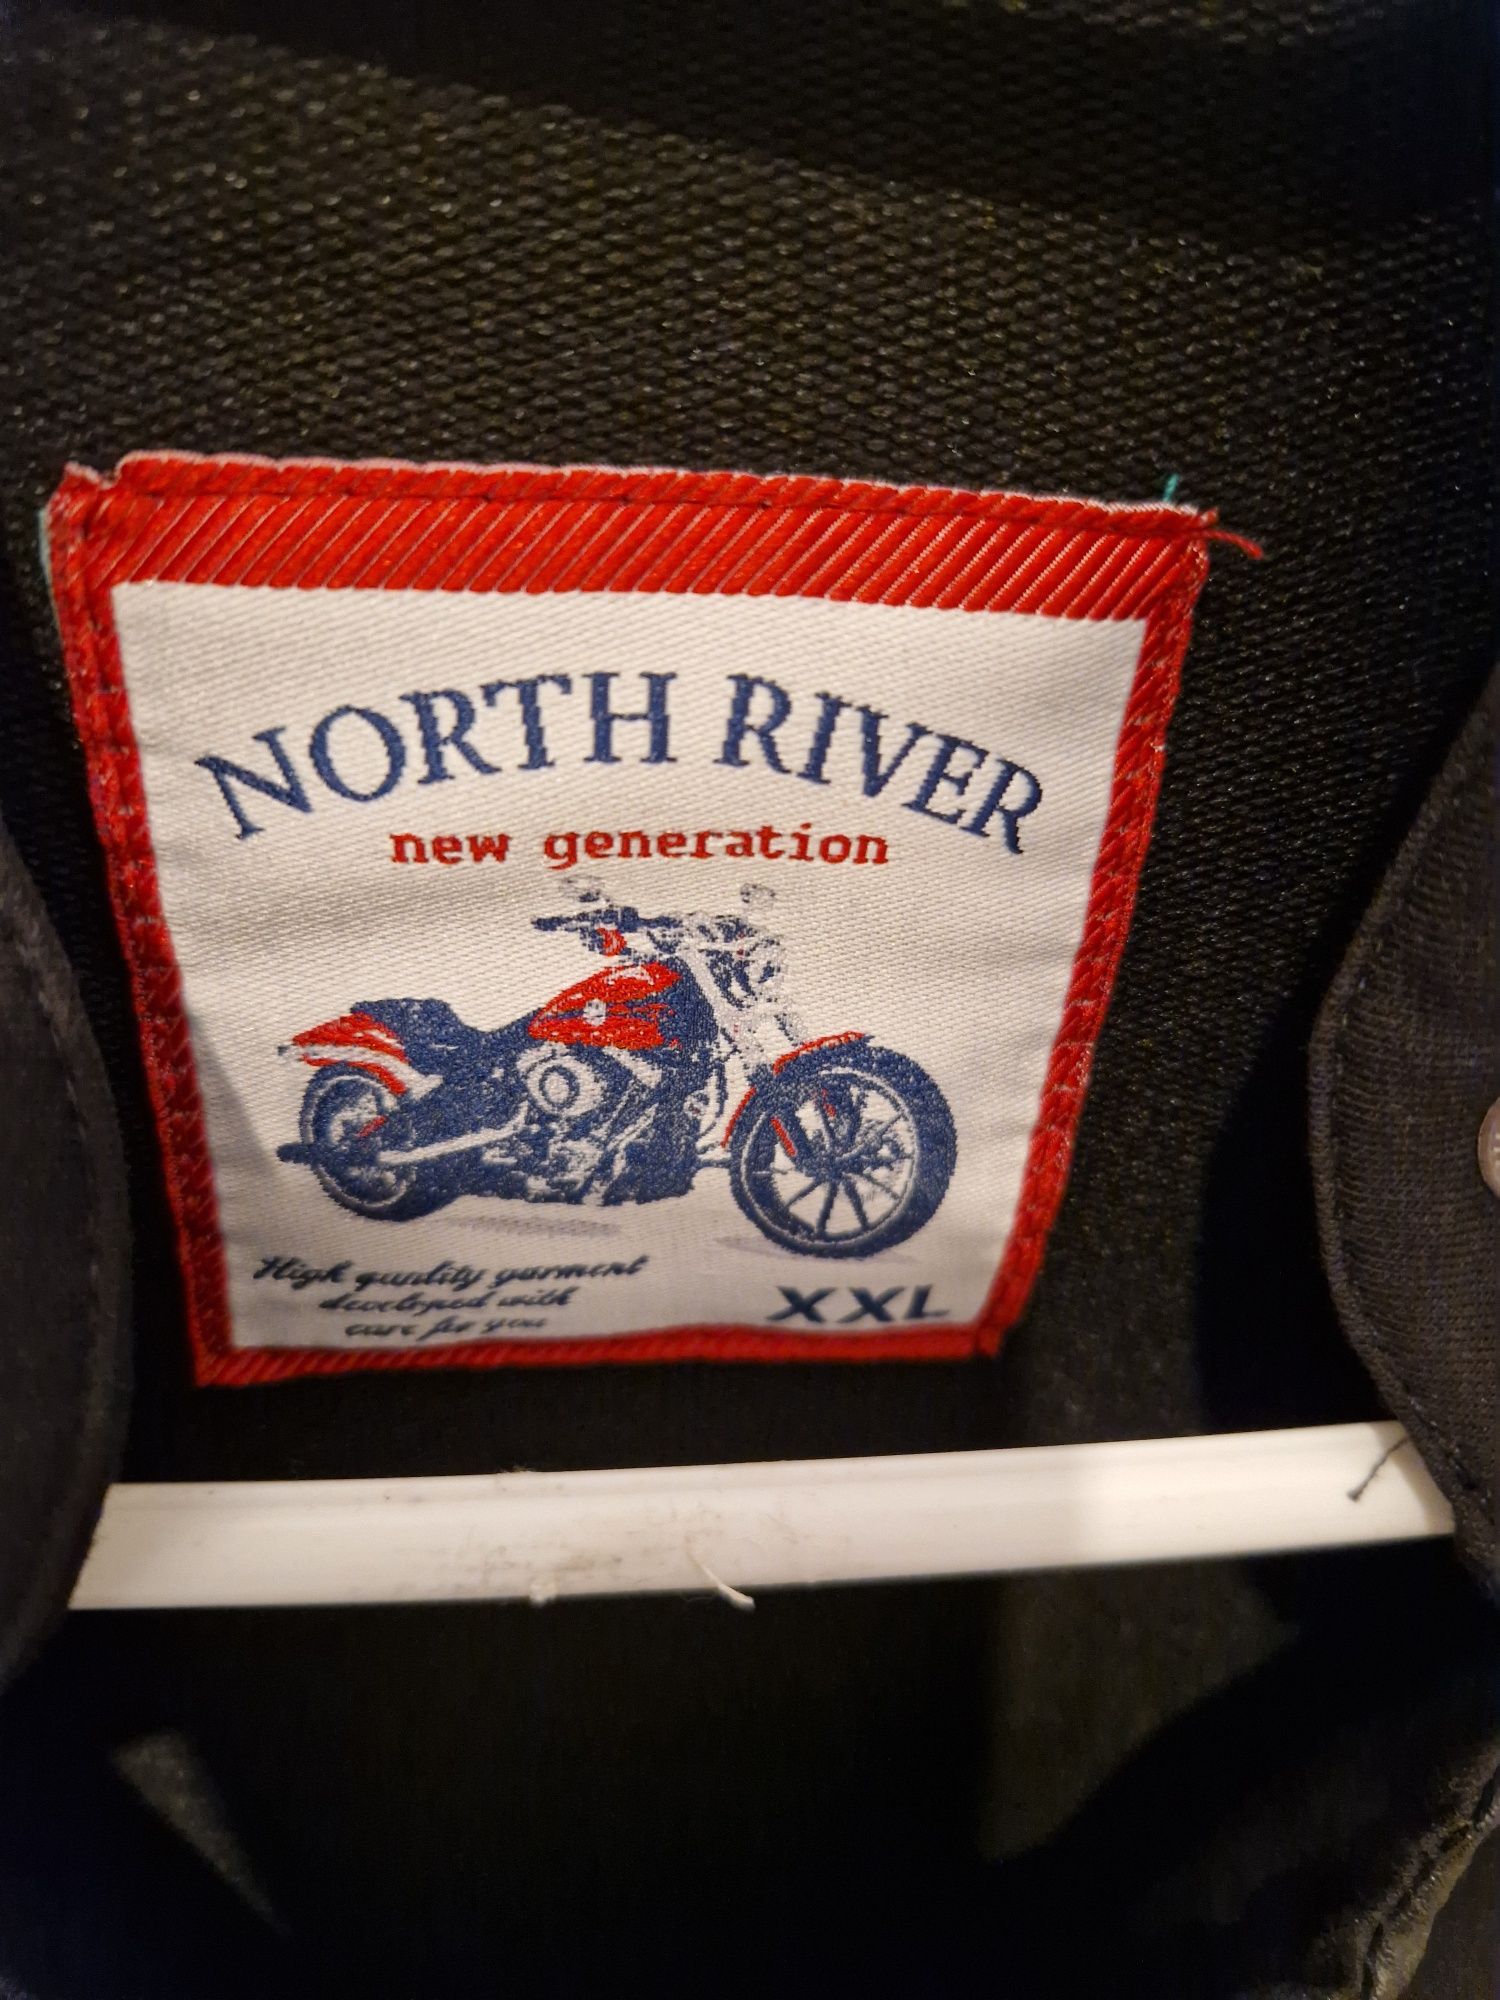 NORTH RIVER
new generation
High quality garment
developed with
care for you
XXL